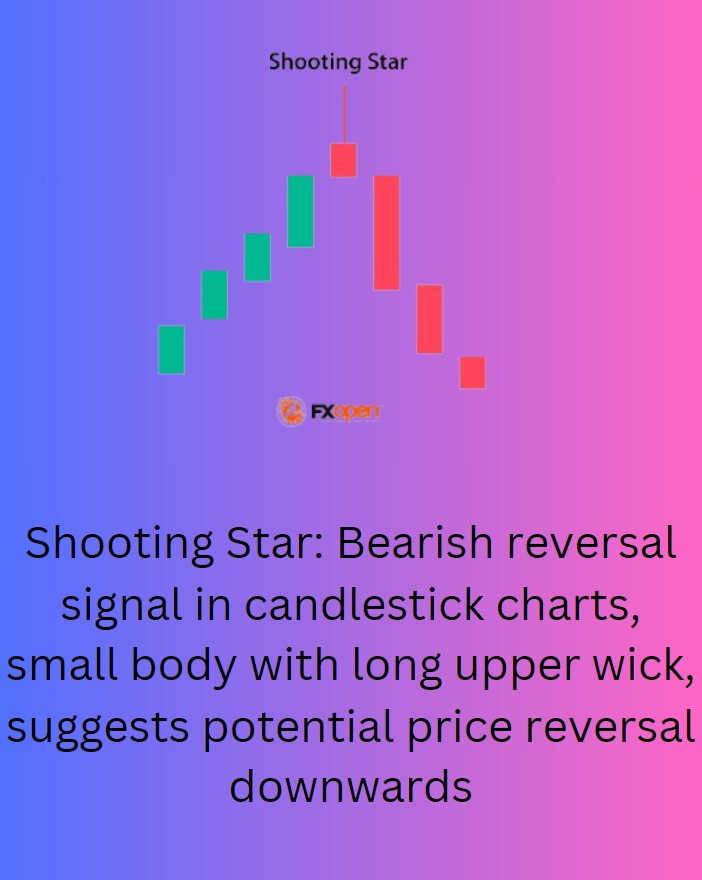 Shooting Star
FXopen
Shooting Star: Bearish reversal
signal in candlestick charts,
small body with long upper wick,
suggests potential price reversal
downwards